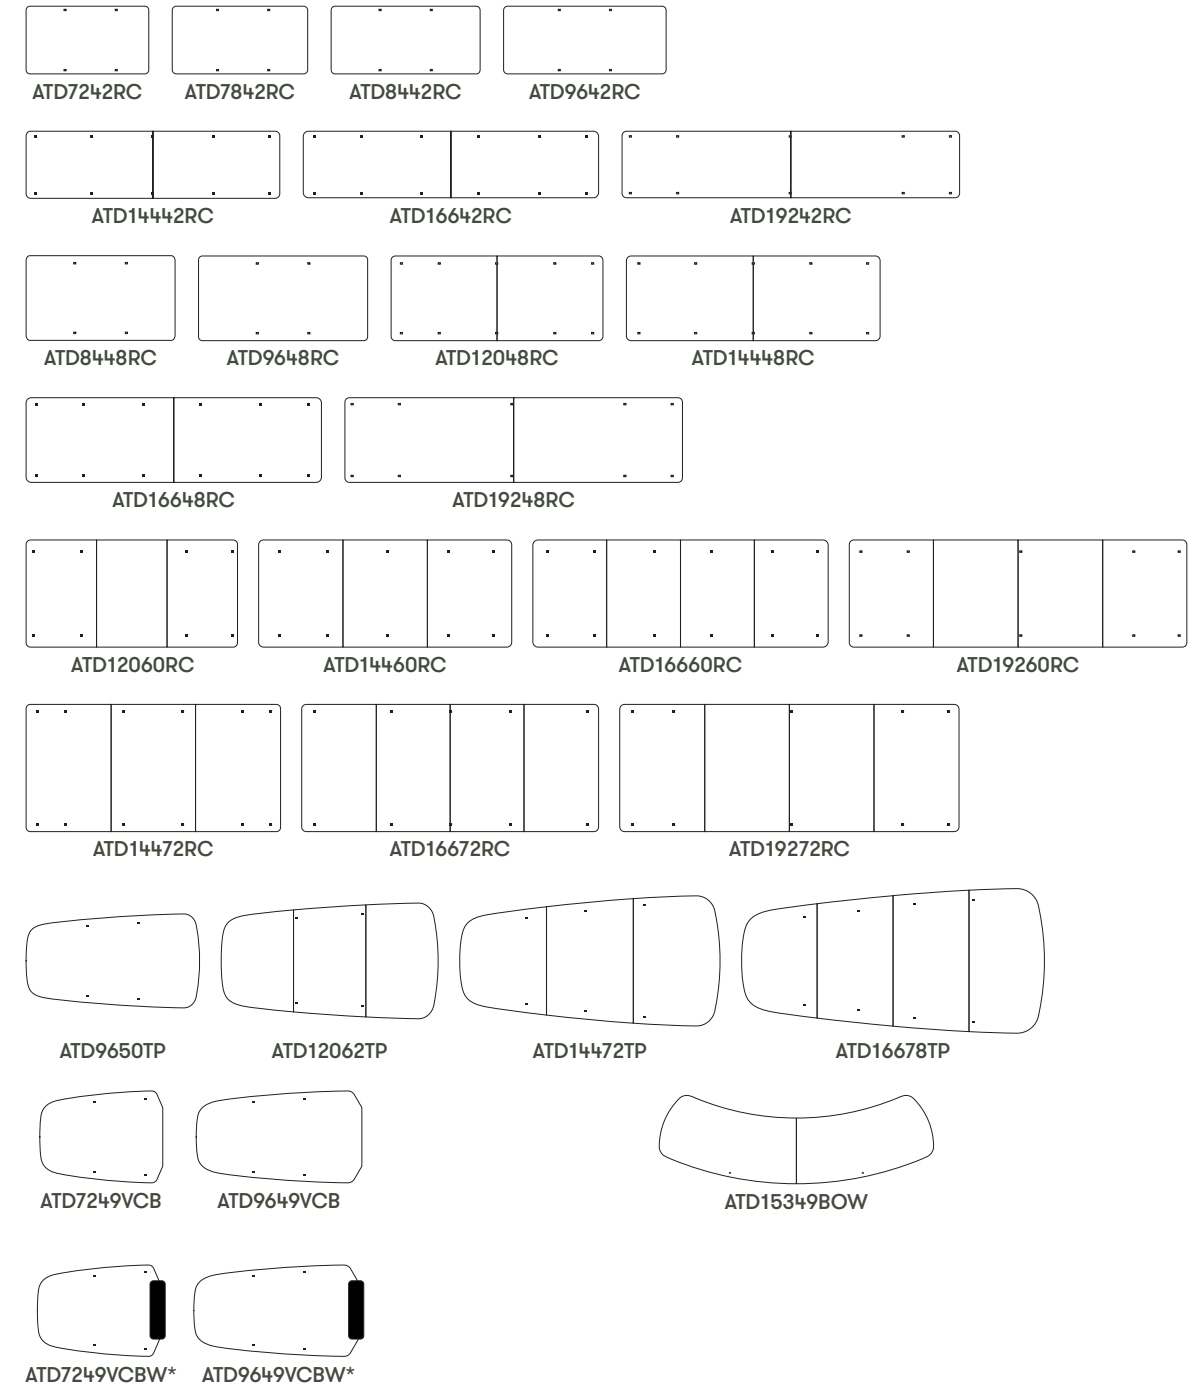 ATD7242RC ATD7842RC ATD8442RC ATD9642RC
ATD14442RC ATD16642RC ATD19242RC
ATD8448RC ATD9648RC ATD12048RC ATD14448RC
ATD16648RC ATD19248RC
ATD12060RC ATD14460RC ATD16660RC ATD19260RC
ATD14472RC ATD16672RC ATD19272RC
ATD9650TP ATD12062TP ATD14472TP ATD16678TP
ATD7249VCB ATD9649VCB ATD15349BOW
ATD7249VCBW* ATD9649VCBW*